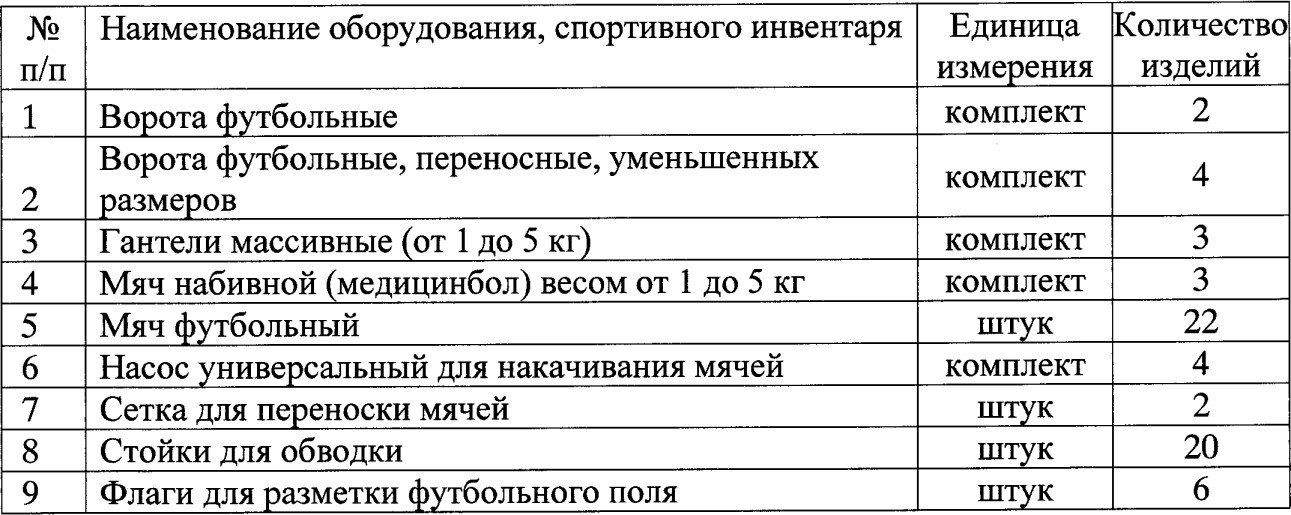 № Наименование оборудования, спортивного инвентаря Единица Количество
п/п измерения изделий
1 Ворота футбольные комплект 2
Ворота футбольные, переносные, уменьшенных
2 размеров комплект 4
3 Гантели массивные (от 1 до 5 кг) комплект 3
4 Мяч набивной (медицинбол) весом от 1 до 5 кг комплект 3
5 Мяч футбольный штук 22
6 Насос универсальный для накачивания мячей комплект 4
7 Сетка для переноски мячей штук 2
8 Стойки для обводки штук 20
9 Флаги для разметки футбольного поля штук 6